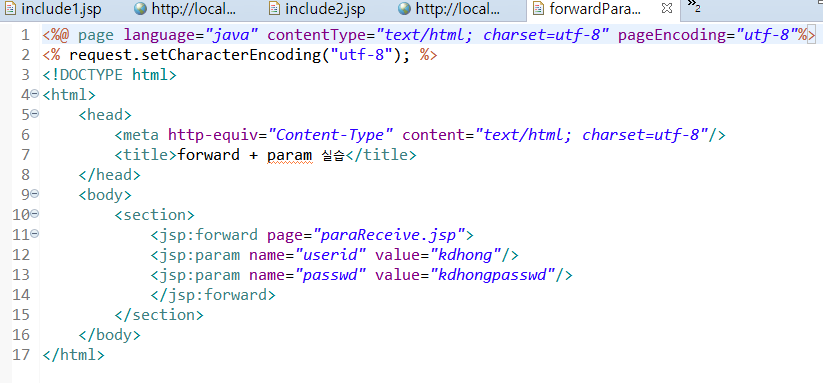 include1.jsp http://local... include2.jsp http://local... forwardPara... »2
1 <%@ page language="java" contentType="text/html; charset=utf-8" pageEncoding="utf-8"%>
2 <% request.setCharacterEncoding("utf-8"); %>
3 <!DOCTYPE html>
4 <html>
5 <head>
6 <meta http-equiv="Content-Type" content="text/html; charset=utf-8"/>
7 <title>forward + param 실습</title>
8 </head>
9 <body>
10 <section>
11 <jsp:forward page="paraReceive.jsp">
12 <jsp:param name="userid" value="kdhong"/>
13 <jsp:param name="passwd" value="kdhongpasswd"/>
14 </jsp:forward>
15 </section>
16 </body>
17 </html>